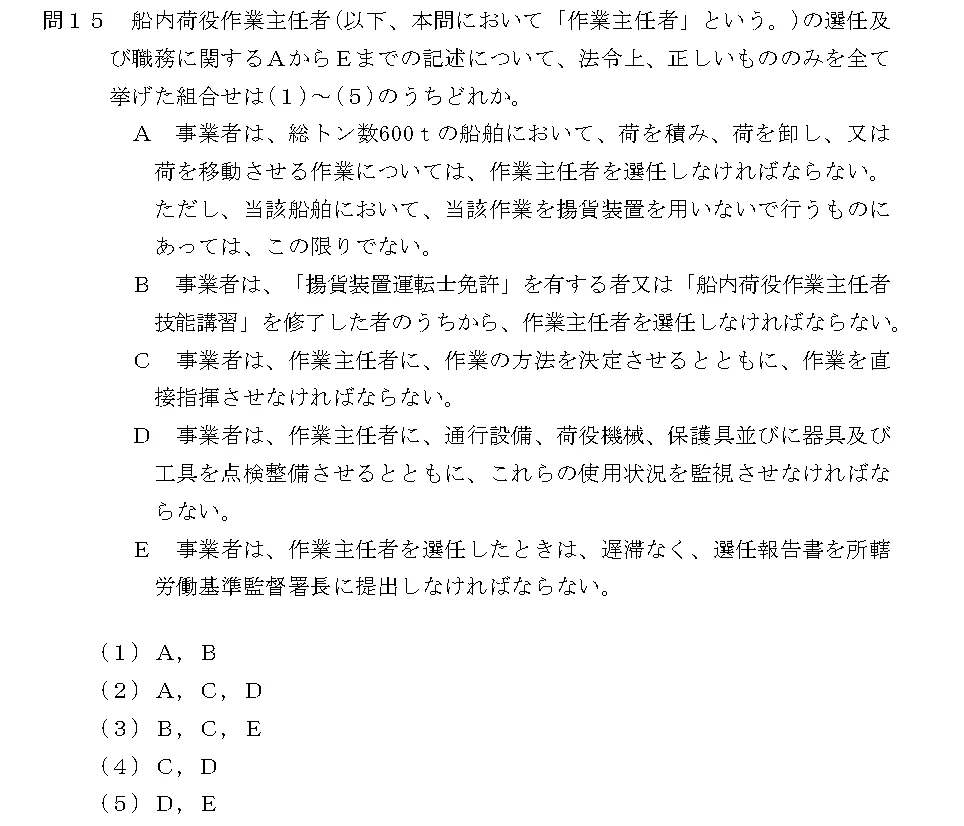 問１５　船内荷役作業主任者(以下、本問において「作業主任者」という。)の選任及
び職務に関するＡからＥまでの記述について、法令上、正しいもののみを全て
挙げた組合せは(１)～(５)のうちどれか。
Ａ　事業者は、総トン数600ｔの船舶において、荷を積み、荷を卸し、又は
荷を移動させる作業については、作業主任者を選任しなければならない。
ただし、当該船舶において、当該作業を揚貨装置を用いないで行うものに
あっては、この限りでない。
Ｂ　事業者は、「揚貨装置運転士免許」を有する者又は「船内荷役作業主任者
技能講習」を修了した者のうちから、作業主任者を選任しなければならない。
Ｃ　事業者は、作業主任者に、作業の方法を決定させるとともに、作業を直
接指揮させなければならない。
Ｄ　事業者は、作業主任者に、通行設備、荷役機械、保護具並びに器具及び
工具を点検整備させるとともに、これらの使用状況を監視させなければな
らない。
Ｅ　事業者は、作業主任者を選任したときは、遅滞なく、選任報告書を所轄
労働基準監督署長に提出しなければならない。
(１) Ａ，Ｂ
(２) Ａ，Ｃ，Ｄ
(３) Ｂ，Ｃ，Ｅ
(４) Ｃ，Ｄ
(５) Ｄ，Ｅ